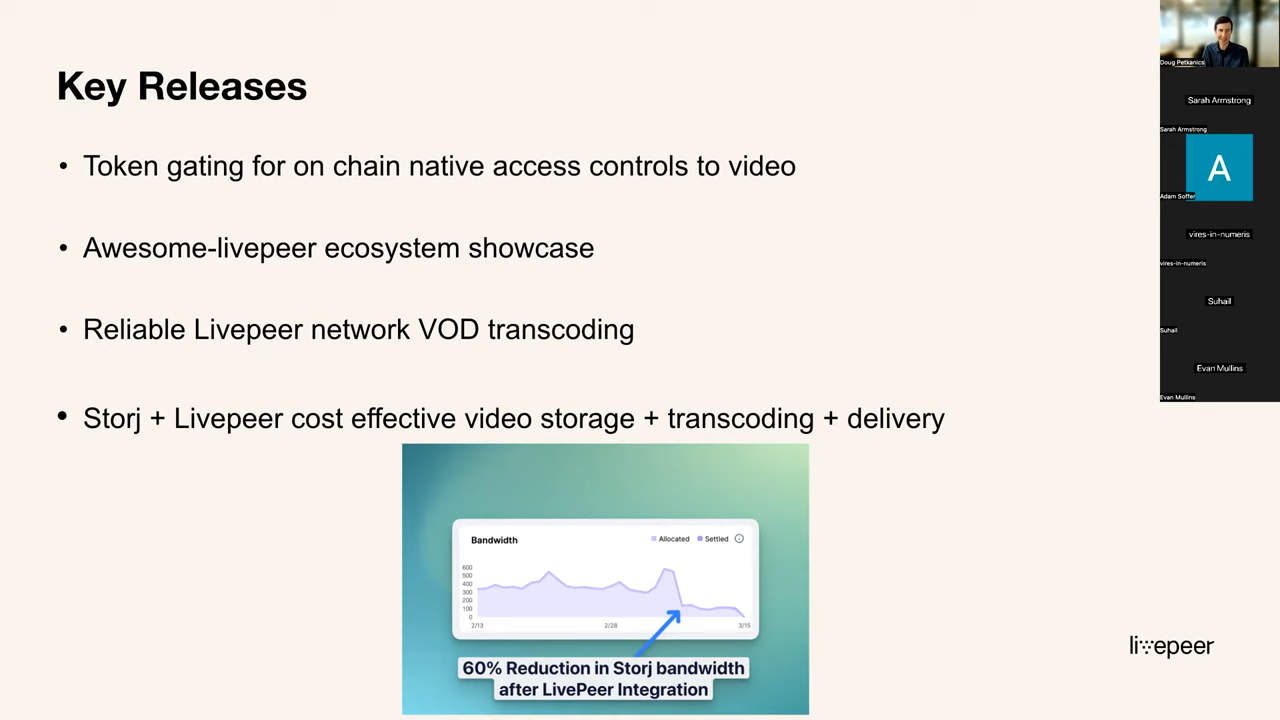 Key Releases
• Token gating for on chain native access controls to video
• Awesome-livepeer ecosystem showcase
• Reliable Livepeer network VOD transcoding
• Storj + Livepeer cost effective video storage + transcoding + delivery
Bandwidth
Allocated Settled
600
500
400
300
200
100
0
2/13 2/28 3/15
60% Reduction in Storj bandwidth
after LivePeer Integration
livepeer
Doug Petkanics
Sarah Armstrong
Sarah Armstrong
A
Adam Soffer
vires-in-numeris
vires-in-numeris
Suhail
Suhail
Evan Mullins
Evan Mullins